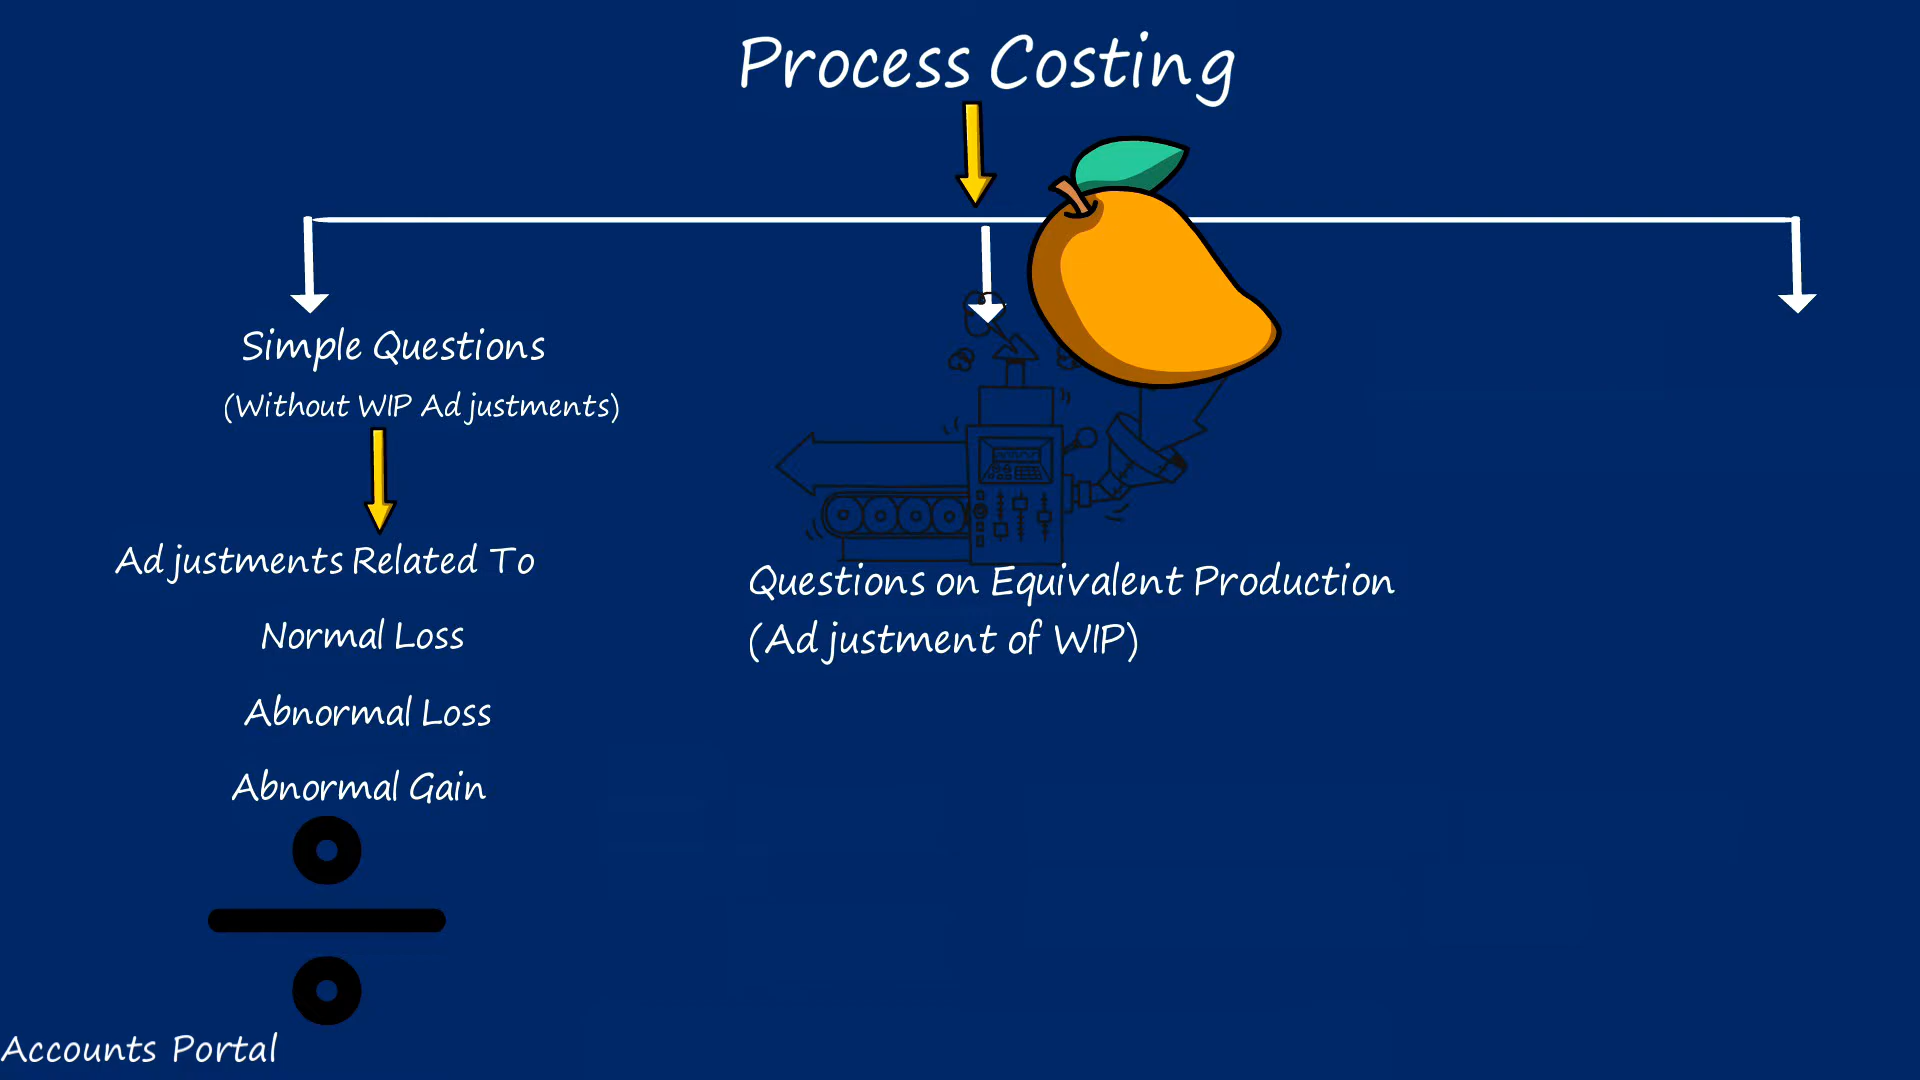 Process Costing
Simple Questions
(Without WIP Adjustments)
Adjustments Related To
Normal Loss
Abnormal Loss
Abnormal Gain
Questions on Equivalent Production
(Adjustment of WIP)
Accounts Portal